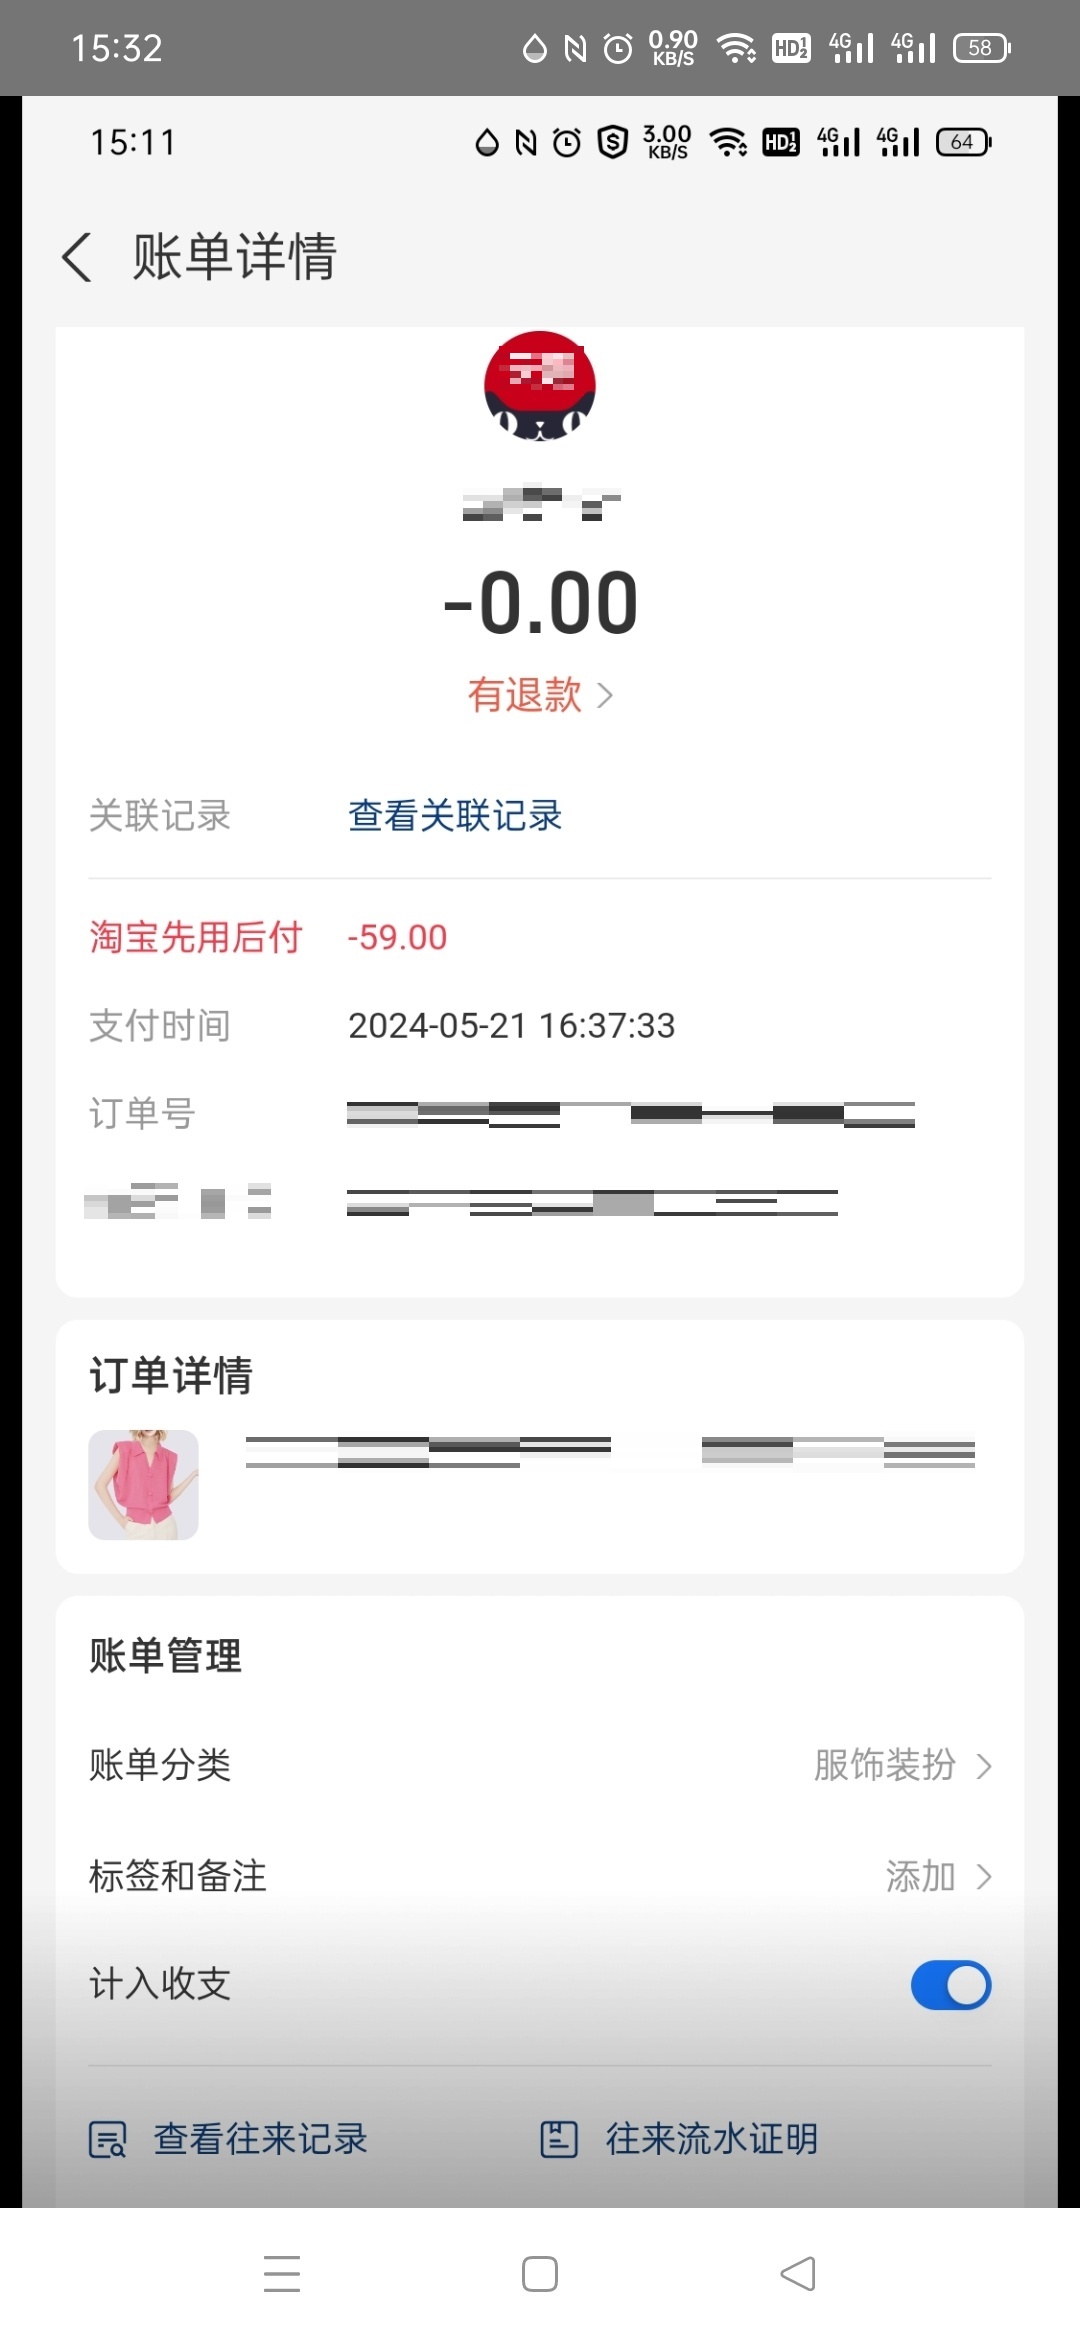 15:32
0.90
KB/S
HD 1 2
4G
4G
58
15:11
3.00
KB/S
HD 1 2
4G
4G
64
账单详情
-0.00
有退款
关联记录 查看关联记录
淘宝先用后付 -59.00
支付时间 2024-05-21 16:37:33
订单号
订单详情
账单管理
账单分类 服饰装扮
标签和备注 添加
计入收支
查看往来记录 往来流水证明